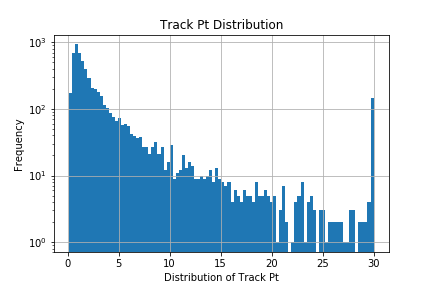 Track Pt Distribution
Frequency
10³
10²
10¹
10⁰
0 5 10 15 20 25 30
Distribution of Track Pt